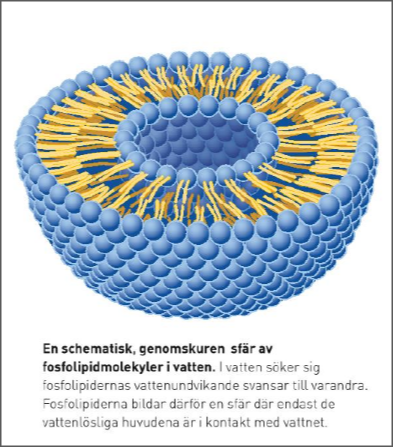 En schematisk, genomskuren sfär av
fosfolipidmolekyler i vatten. I vatten söker sig
fosfolipidernas vattenundvikande svansar till varandra.
Fosfolipiderna bildar därför en sfär där endast de
vattenlösliga huvudena är i kontakt med vattnet.